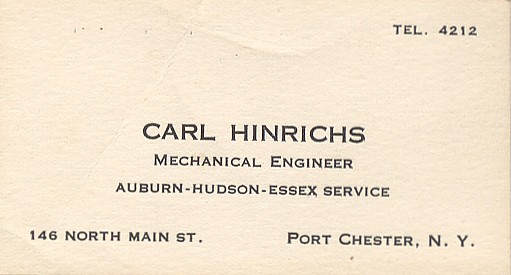 TEL. 4212
CARL HINRICHS
MECHANICAL ENGINEER
AUBURN-HUDSON-ESSEX SERVICE
146 NORTH MAIN ST.
PORT CHESTER, N. Y.